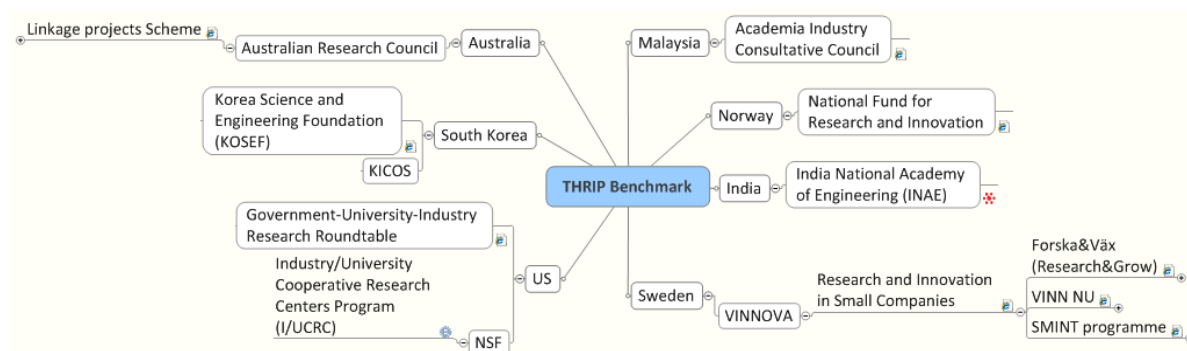 Linkage projects Scheme
Australian Research Council
Australia
Korea Science and
Engineering Foundation
(KOSEF)
KICOS
South Korea
Government-University-Industry
Research Roundtable
Industry/University
Cooperative Research
Centers Program
(I/UCRC)
NSF
US
THRIP Benchmark
Malaysia
Academia Industry
Consultative Council
Norway
National Fund for
Research and Innovation
India
India National Academy
of Engineering (INAE)
Sweden
VINNOVA
Research and Innovation
in Small Companies
Forska&Väx
(Research&Grow)
VINN NU
SMINT programme